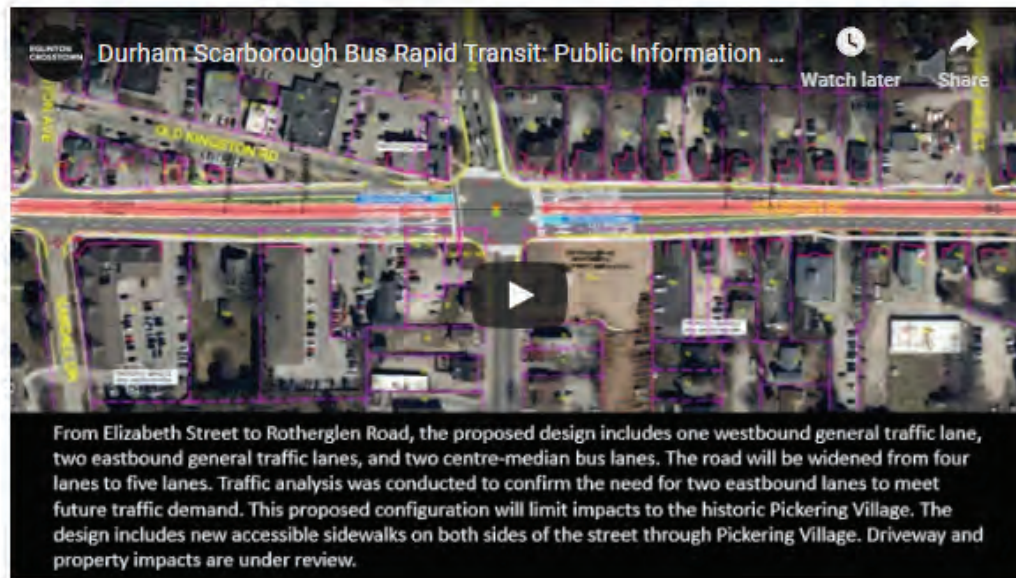 EGLINTON
CROSSTOWN
Durham Scarborough Bus Rapid Transit: Public Information ...
Watch later
Share
OLD KINGSTON RD
From Elizabeth Street to Rotherglen Road, the proposed design includes one westbound general traffic lane,
two eastbound general traffic lanes, and two centre-median bus lanes. The road will be widened from four
lanes to five lanes. Traffic analysis was conducted to confirm the need for two eastbound lanes to meet
future traffic demand. This proposed configuration will limit impacts to the historic Pickering Village. The
design includes new accessible sidewalks on both sides of the street through Pickering Village. Driveway and
property impacts are under review.